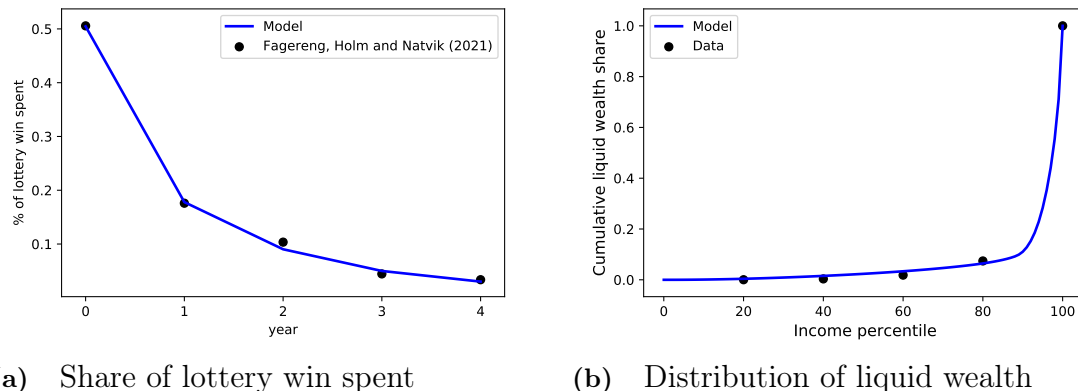 Model
Fagereng, Holm and Natvik (2021)
% of lottery win spent
0.5
0.4
0.3
0.2
0.1
0 1 2 3 4
year
Share of lottery win spent
Model
Data
Cumulative liquid wealth share
1.0
0.8
0.6
0.4
0.2
0.0
0 20 40 60 80 100
Income percentile
(b) Distribution of liquid wealth